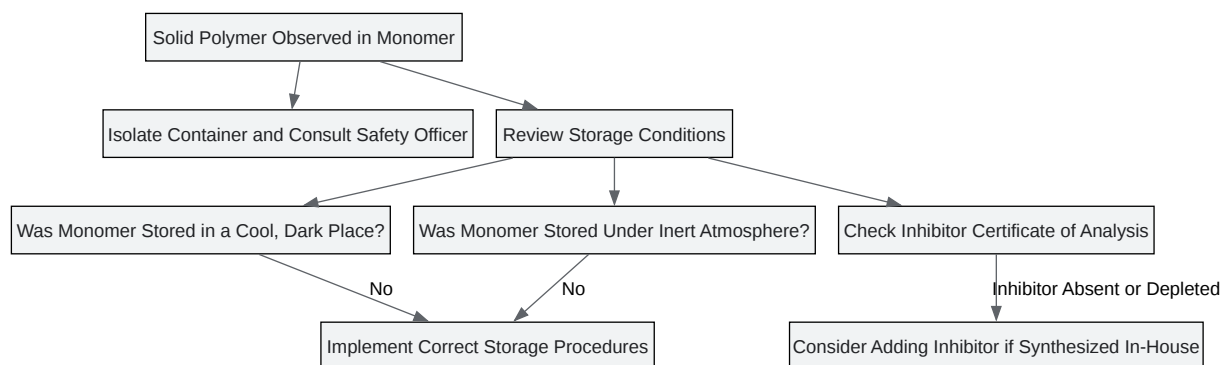 Solid Polymer Observed in Monomer
Isolate Container and Consult Safety Officer
Review Storage Conditions
Was Monomer Stored in a Cool, Dark Place?
Was Monomer Stored Under Inert Atmosphere?
Check Inhibitor Certificate of Analysis
No
No
Inhibitor Absent or Depleted
Implement Correct Storage Procedures
Consider Adding Inhibitor if Synthesized In-House